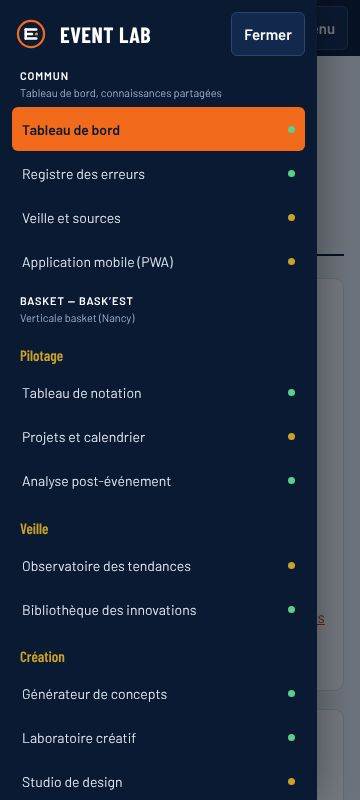 EVENT LAB
Fermer
enu
COMMUN
Tableau de bord, connaissances partagées
Tableau de bord
Registre des erreurs
Veille et sources
Application mobile (PWA)
BASKET – BASK'EST
Verticale basket (Nancy)
Pilotage
Tableau de notation
Projets et calendrier
Analyse post-événement
Veille
Observatoire des tendances
Bibliothèque des innovations
s
Création
Générateur de concepts
Laboratoire créatif
Studio de design